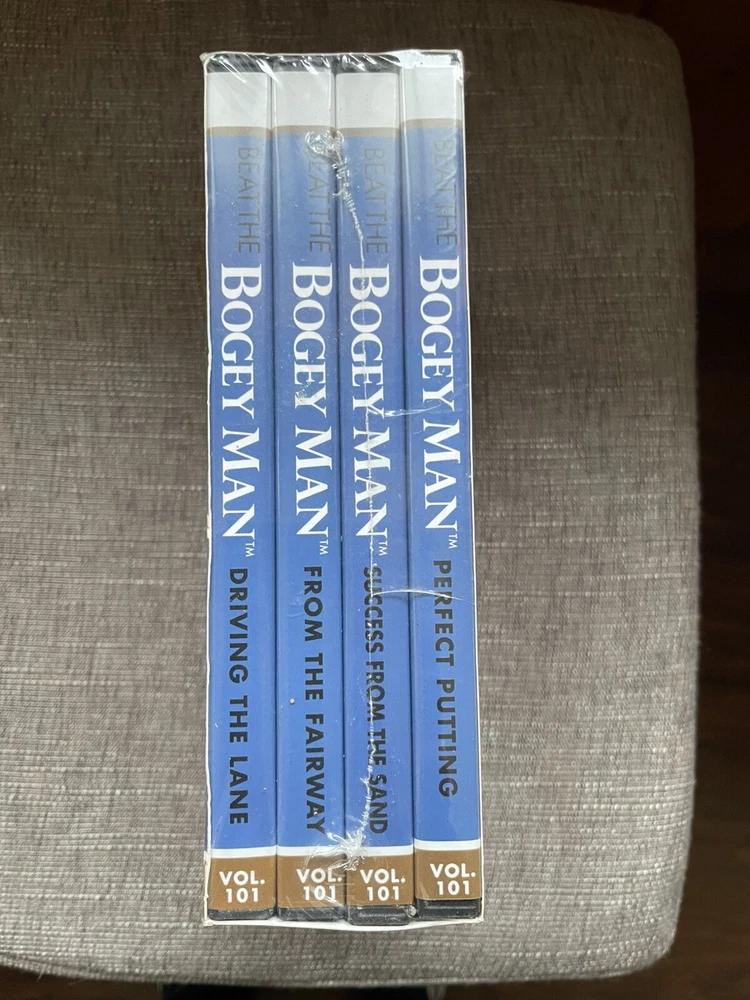 BEAT THE BOGEY MAN™ DRIVING THE LANE
VOL.
101
BEAT THE BOGEY MAN™ FROM THE FAIRWAY
VOL.
101
BEAT THE BOGEY MAN™ SUCCESS FROM THE SAND
VOL.
101
BEAT THE BOGEY MAN™ PERFECT PUTTING
VOL.
101